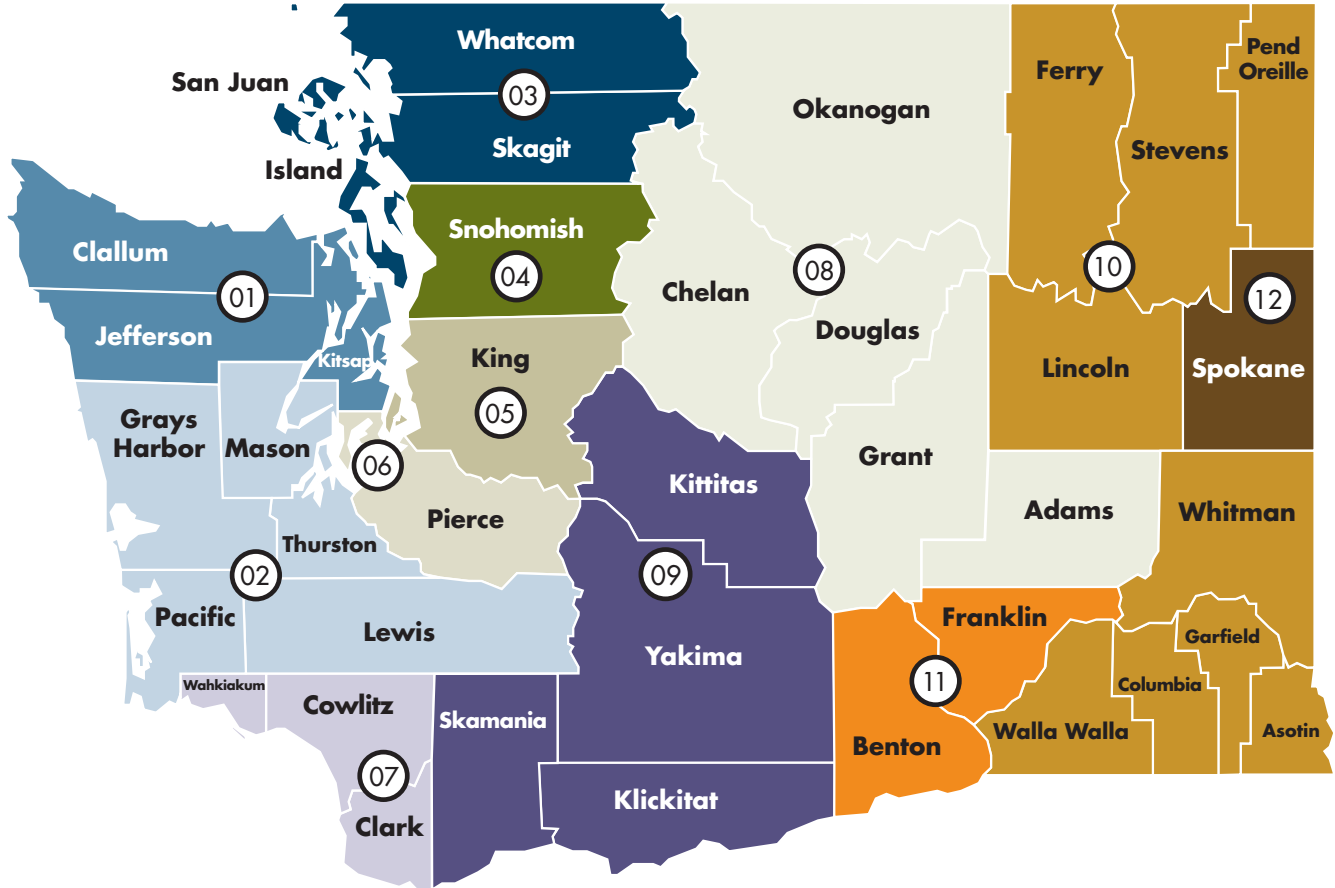 Whatcom
San Juan
03
Skagit
Island
Okanogan
Ferry
Pend
Oreille
Stevens
Snohomish
04
Clallum
01
Jefferson
Kitsap
Chelan
08
Douglas
10
12
King
05
Lincoln
Spokane
Grays
Harbor
Mason
06
Pierce
Grant
Kittitas
Adams
Whitman
Thurston
02
09
Pacific
Lewis
Yakima
Franklin
Garfield
Wahkiakum
Cowlitz
Skamania
11
Columbia
Benton
Walla Walla
Asotin
07
Clark
Klickitat